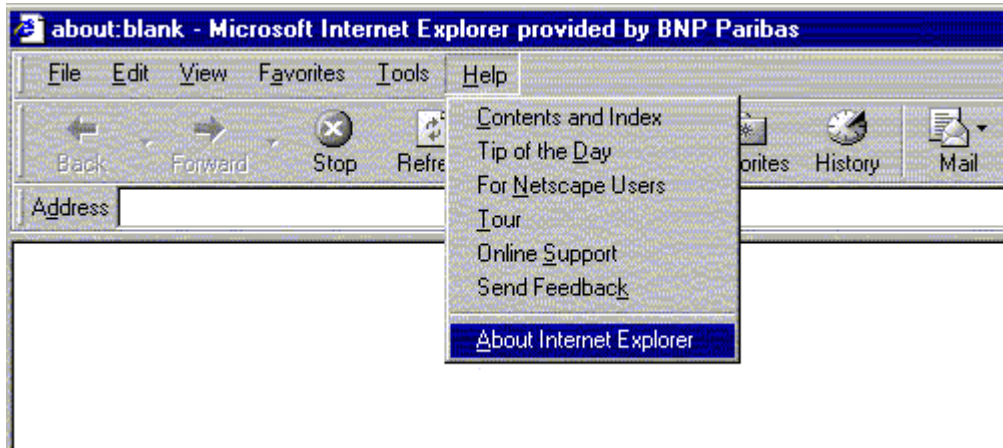 about:blank - Microsoft Internet Explorer provided by BNP Paribas
File Edit View Favorites Tools Help
Back Forward Stop Refre orites History Mail
Address
Contents and Index
Tip of the Day
For Netscape Users
Tour
Online Support
Send Feedback
About Internet Explorer